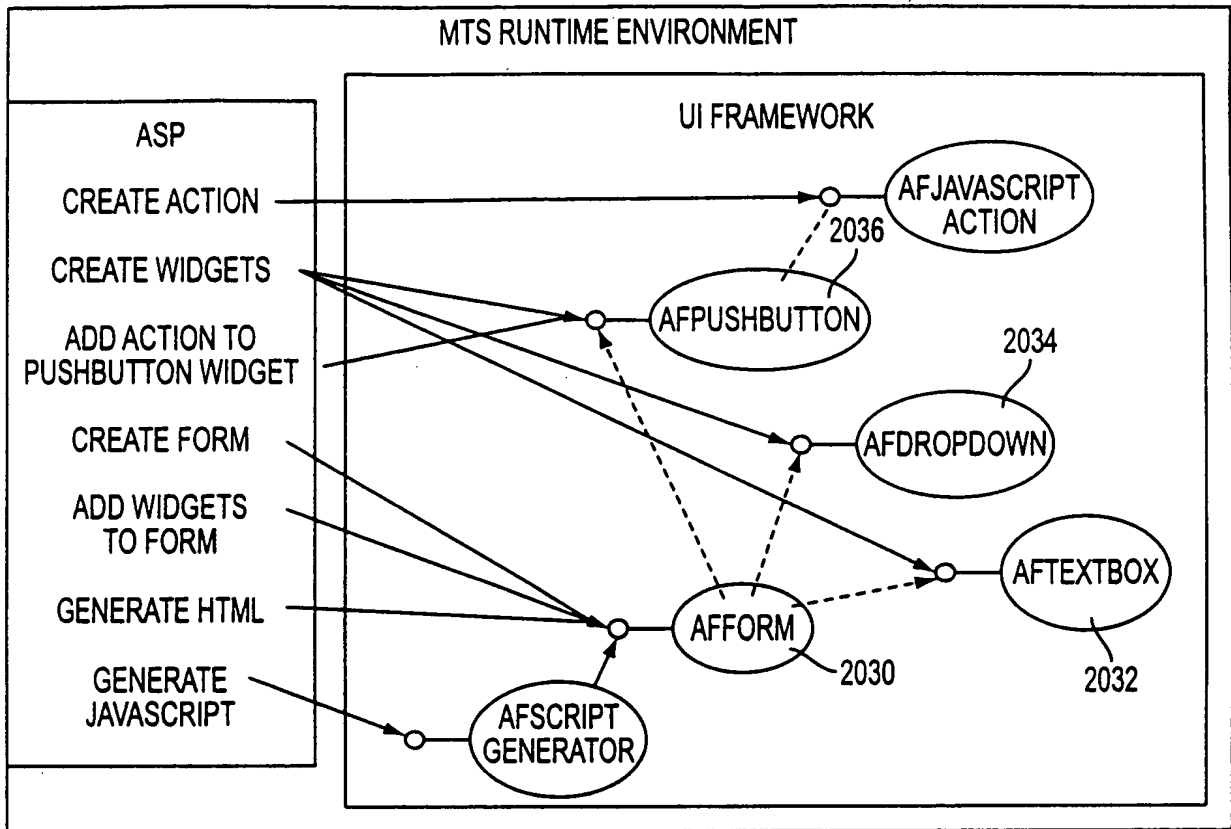 MTS RUNTIME ENVIRONMENT
ASP
CREATE ACTION
CREATE WIDGETS
ADD ACTION TO
PUSHBUTTON WIDGET
CREATE FORM
ADD WIDGETS
TO FORM
GENERATE HTML
GENERATE
JAVASCRIPT
UI FRAMEWORK
AFJAVASCRIPT
ACTION
2036
AFPUSHBUTTON
2034
AFDROPDOWN
AFTEXTBOX
2032
AFFORM
2030
AFSCRIPT
GENERATOR